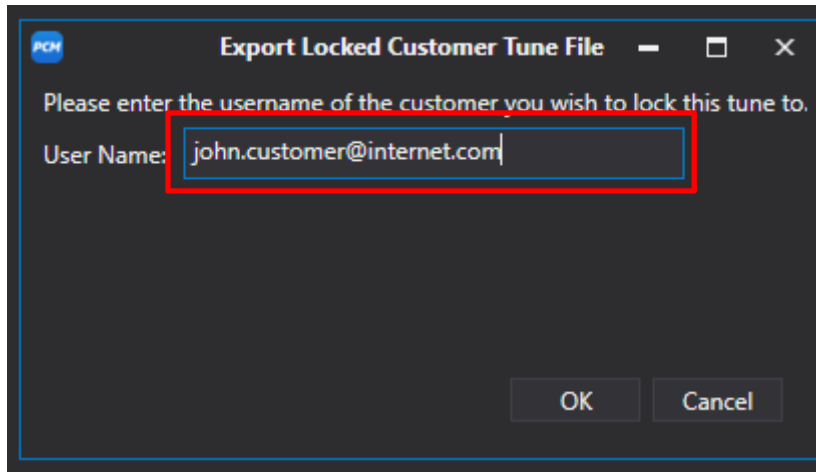 PCM Export Locked Customer Tune File
Please enter the username of the customer you wish to lock this tune to.
User Name: john.customer@internet.com
OK Cancel